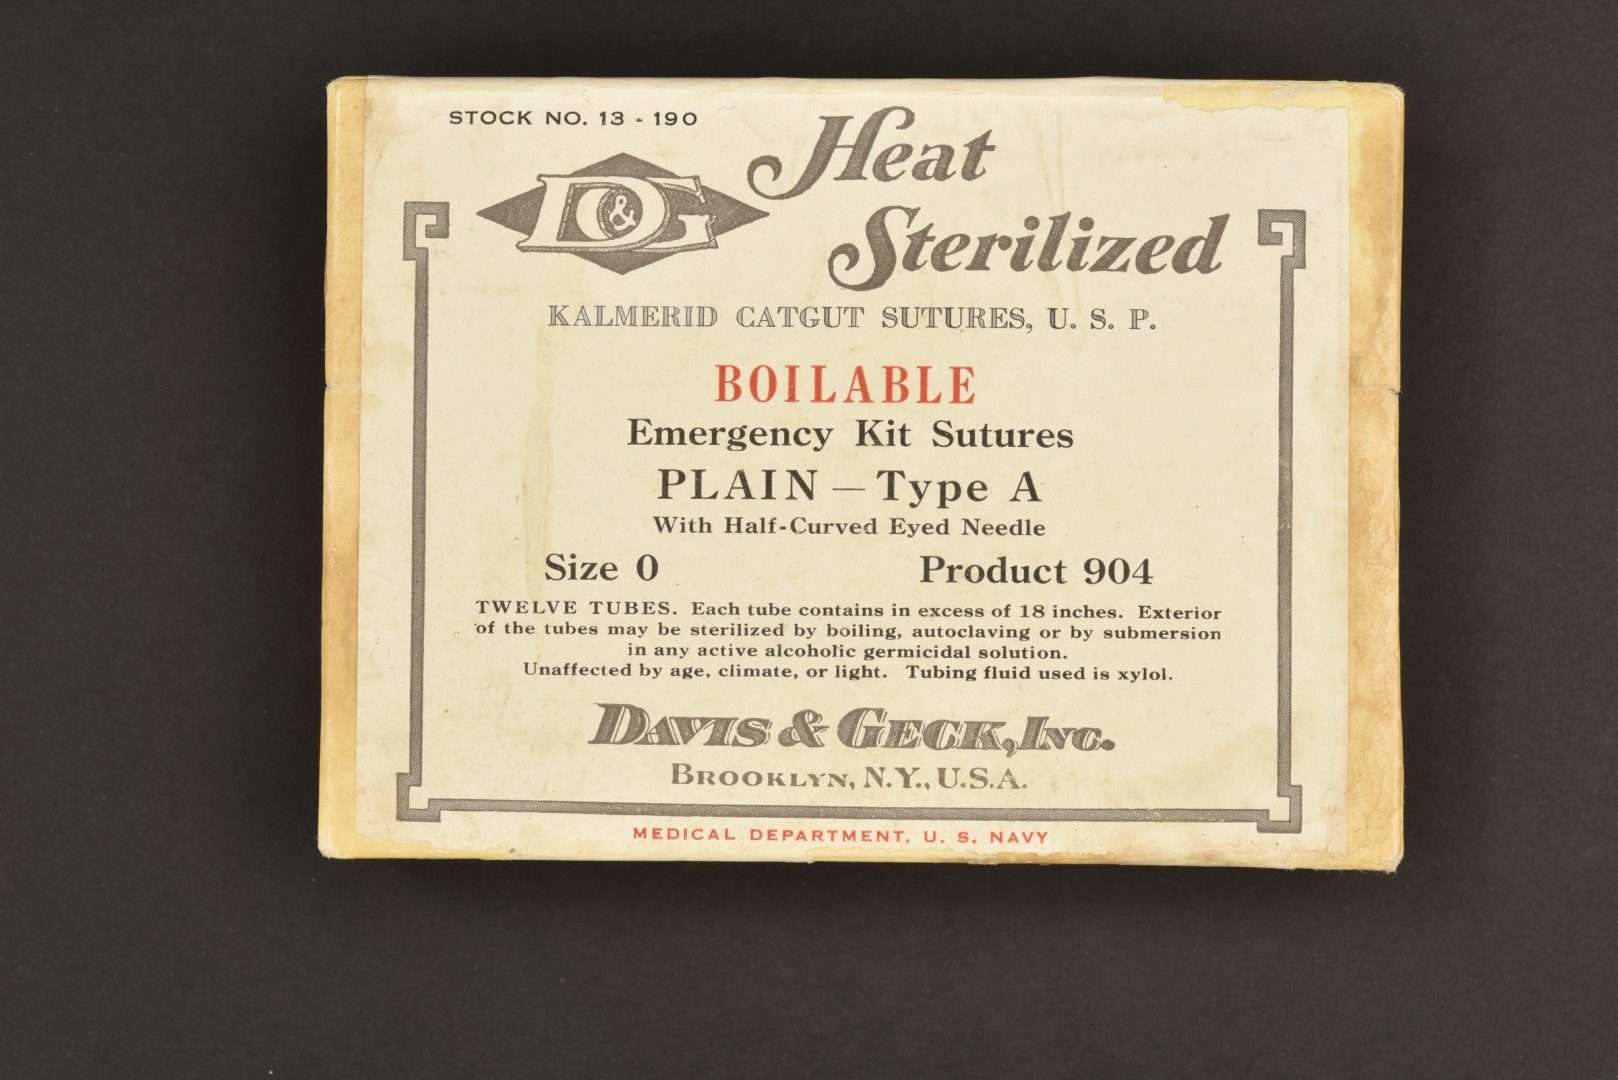 STOCK NO. 13 - 190
D&G
Heat
Sterilized
KALMERID CATGUT SUTURES, U. S. P.
BOILABLE
Emergency Kit Sutures
PLAIN — Type A
With Half-Curved Eyed Needle
Size 0 Product 904
TWELVE TUBES. Each tube contains in excess of 18 inches. Exterior
of the tubes may be sterilized by boiling, autoclaving or by submersion
in any active alcoholic germicidal solution.
Unaffected by age, climate, or light. Tubing fluid used is xylol.
DAVIS & GECK, INC.
BROOKLYN, N.Y., U.S.A.
MEDICAL DEPARTMENT, U. S. NAVY